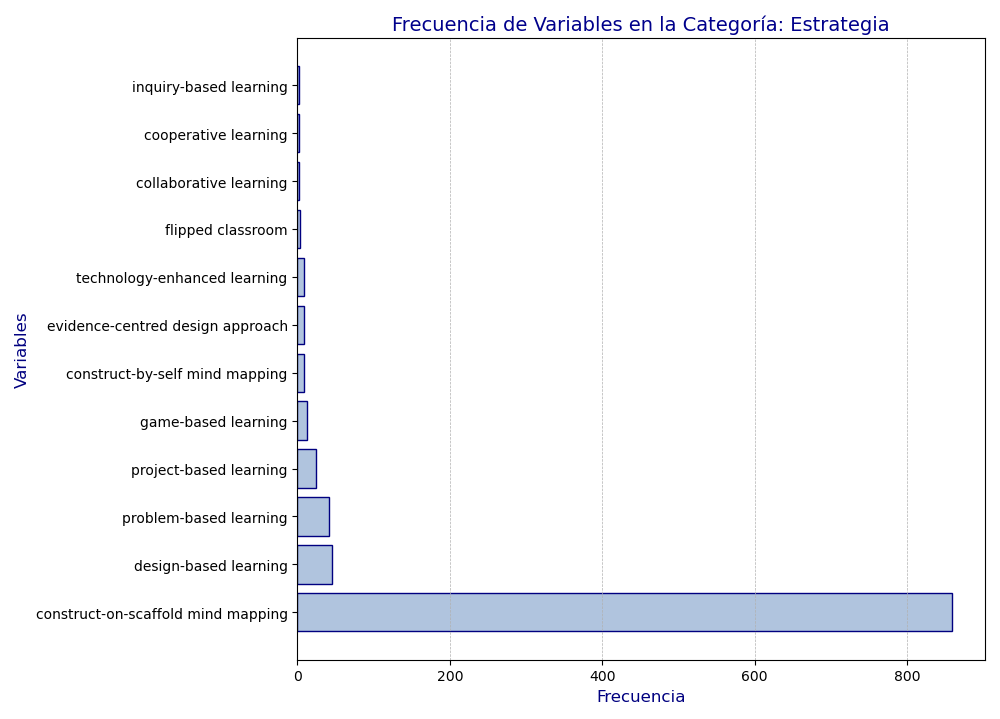 Frecuencia de Variables en la Categoría: Estrategia
inquiry-based learning
cooperative learning
collaborative learning
flipped classroom
technology-enhanced learning
evidence-centred design approach
construct-by-self mind mapping
game-based learning
project-based learning
problem-based learning
design-based learning
construct-on-scaffold mind mapping
Variables
0 200 400 600 800
Frecuencia